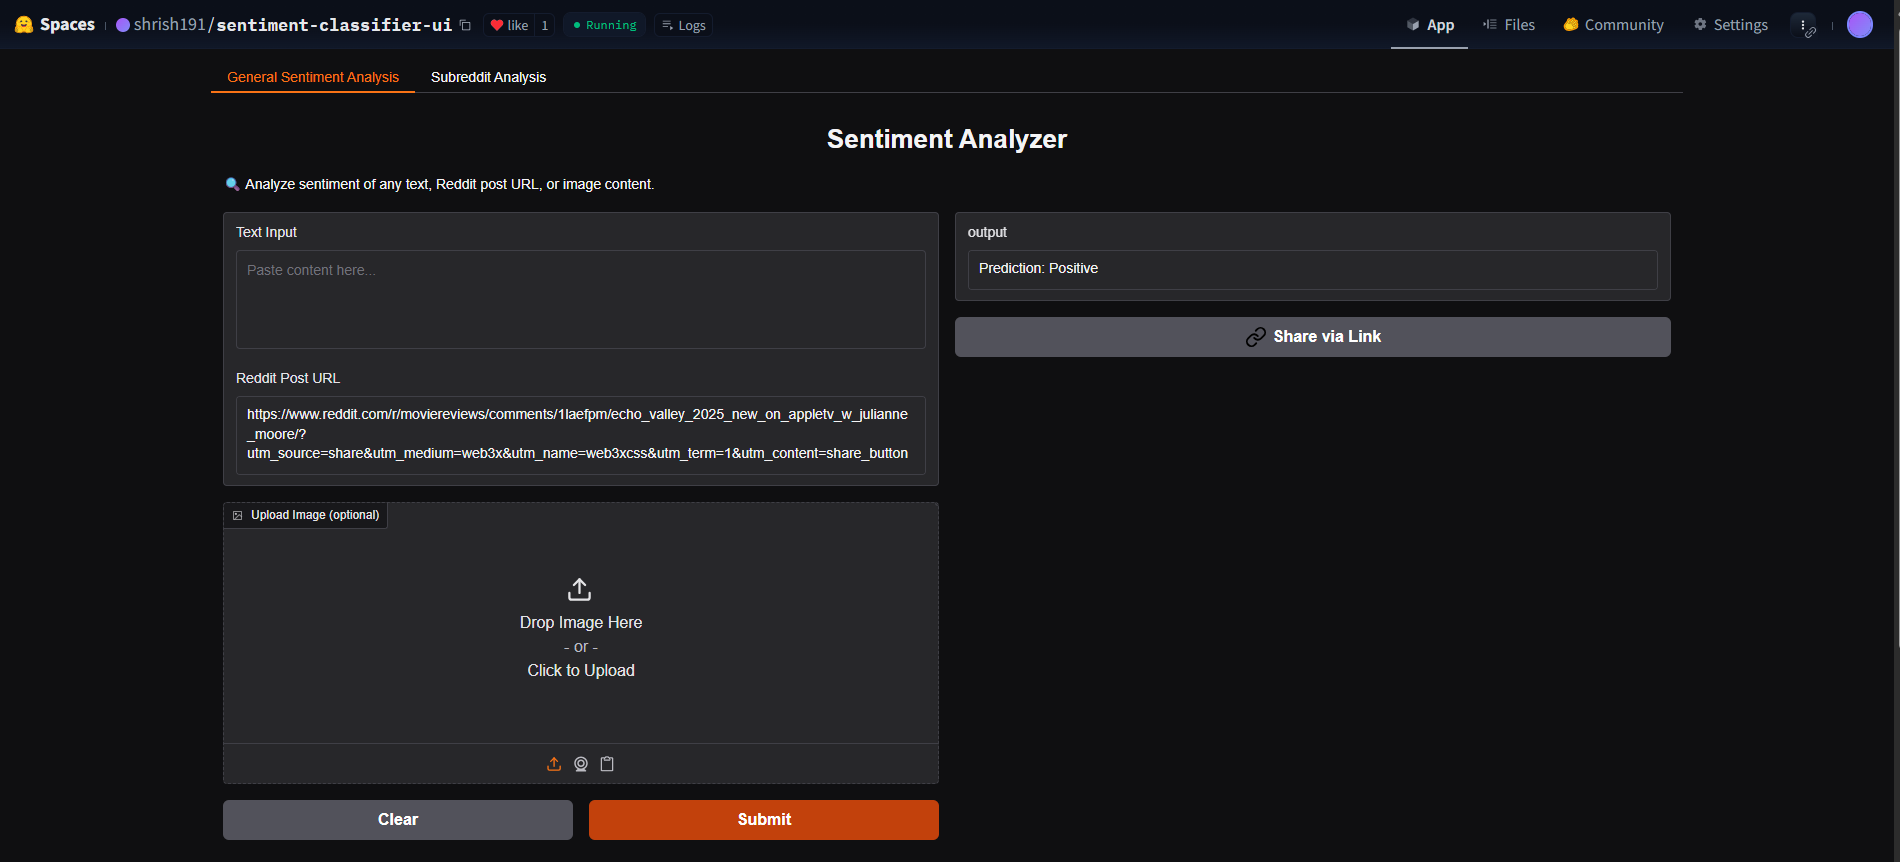 Spaces
shrish191/sentiment-classifier-ui
like 1
Running
Logs
App
Files
Community
Settings
General Sentiment Analysis
Subreddit Analysis
Sentiment Analyzer
Analyze sentiment of any text, Reddit post URL, or image content.
Text Input
Paste content here...
Reddit Post URL
https://www.reddit.com/r/moviereviews/comments/1laefpm/echo_valley_2025_new_on_appletv_w_julianne
_moore/?
utm_source=share&utm_medium=web3x&utm_name=web3xcss&utm_term=1&utm_content=share_button
Upload Image (optional)
Drop Image Here
- or -
Click to Upload
Clear
Submit
output
Prediction: Positive
Share via Link